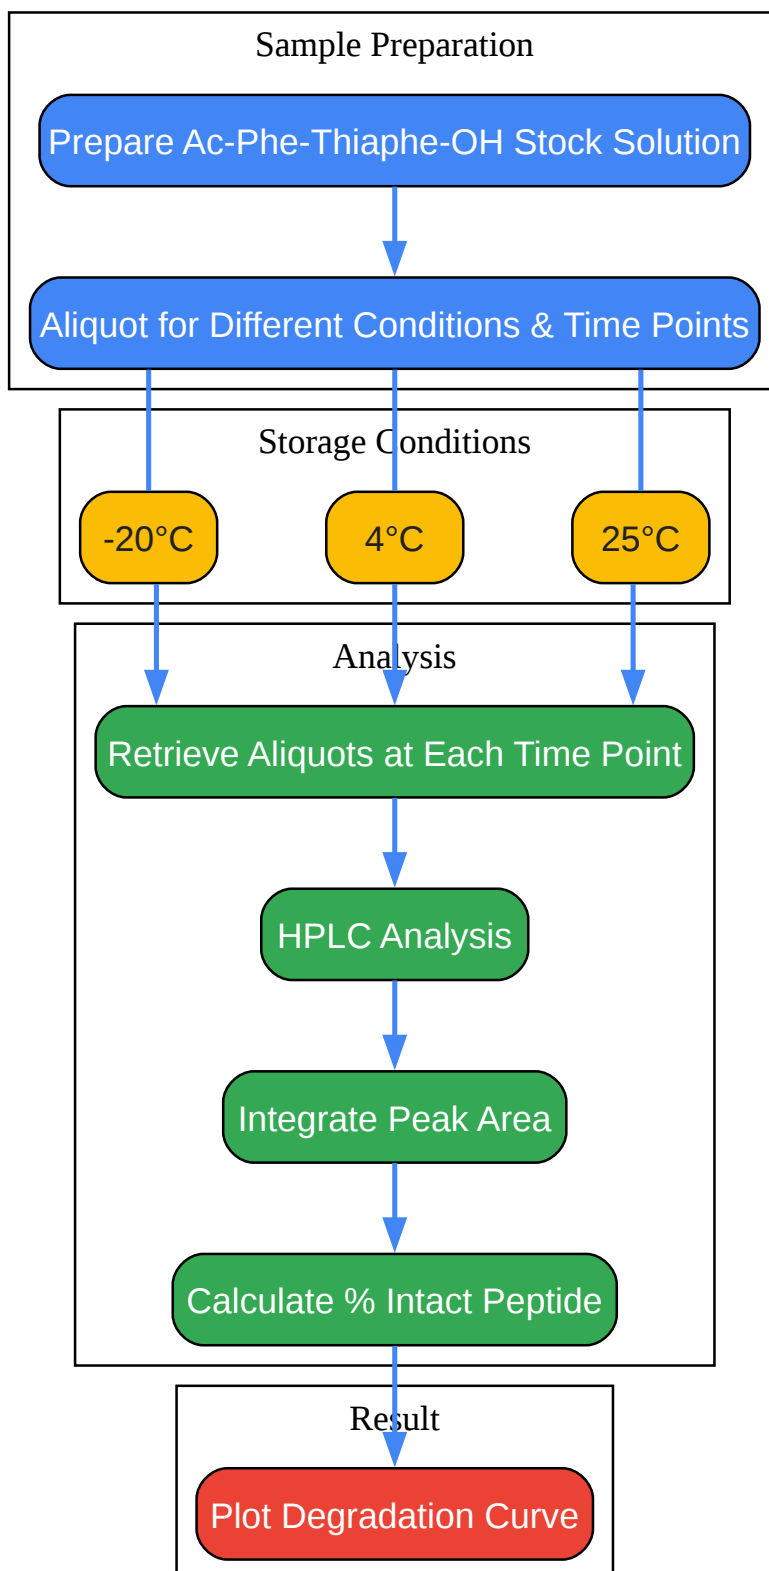 Sample Preparation
Prepare Ac-Phe-Thiaphe-OH Stock Solution
Aliquot for Different Conditions & Time Points
Storage Conditions
-20°C
4°C
25°C
Analysis
Retrieve Aliquots at Each Time Point
HPLC Analysis
Integrate Peak Area
Calculate % Intact Peptide
Result
Plot Degradation Curve